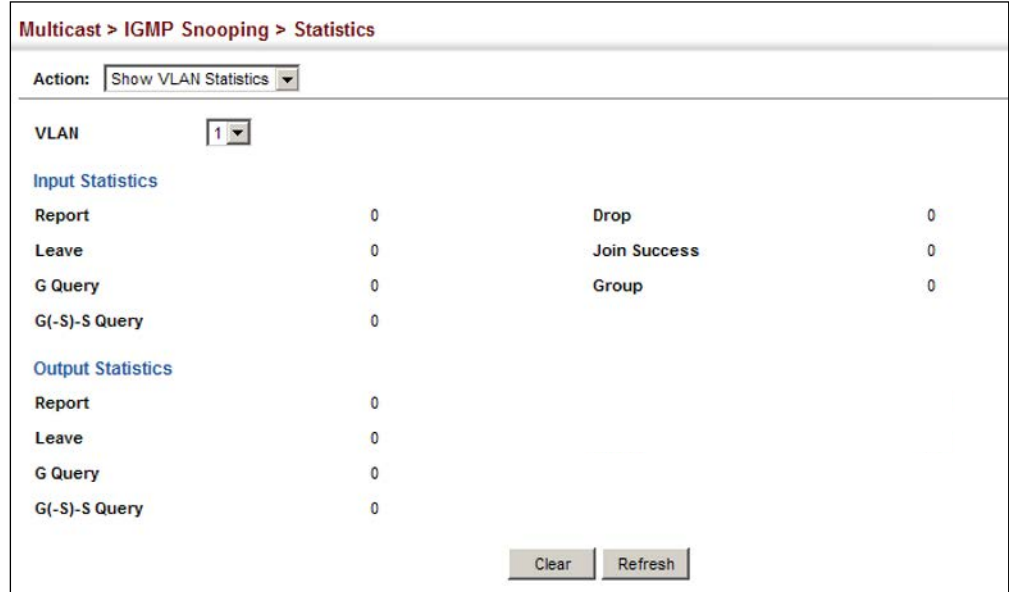 Multicast > IGMP Snooping > Statistics
Action: Show VLAN Statistics
VLAN 1
Input Statistics
Report 0 Drop 0
Leave 0 Join Success 0
G Query 0 Group 0
G(-S)-S Query 0
Output Statistics
Report 0
Leave 0
G Query 0
G(-S)-S Query 0
Clear Refresh